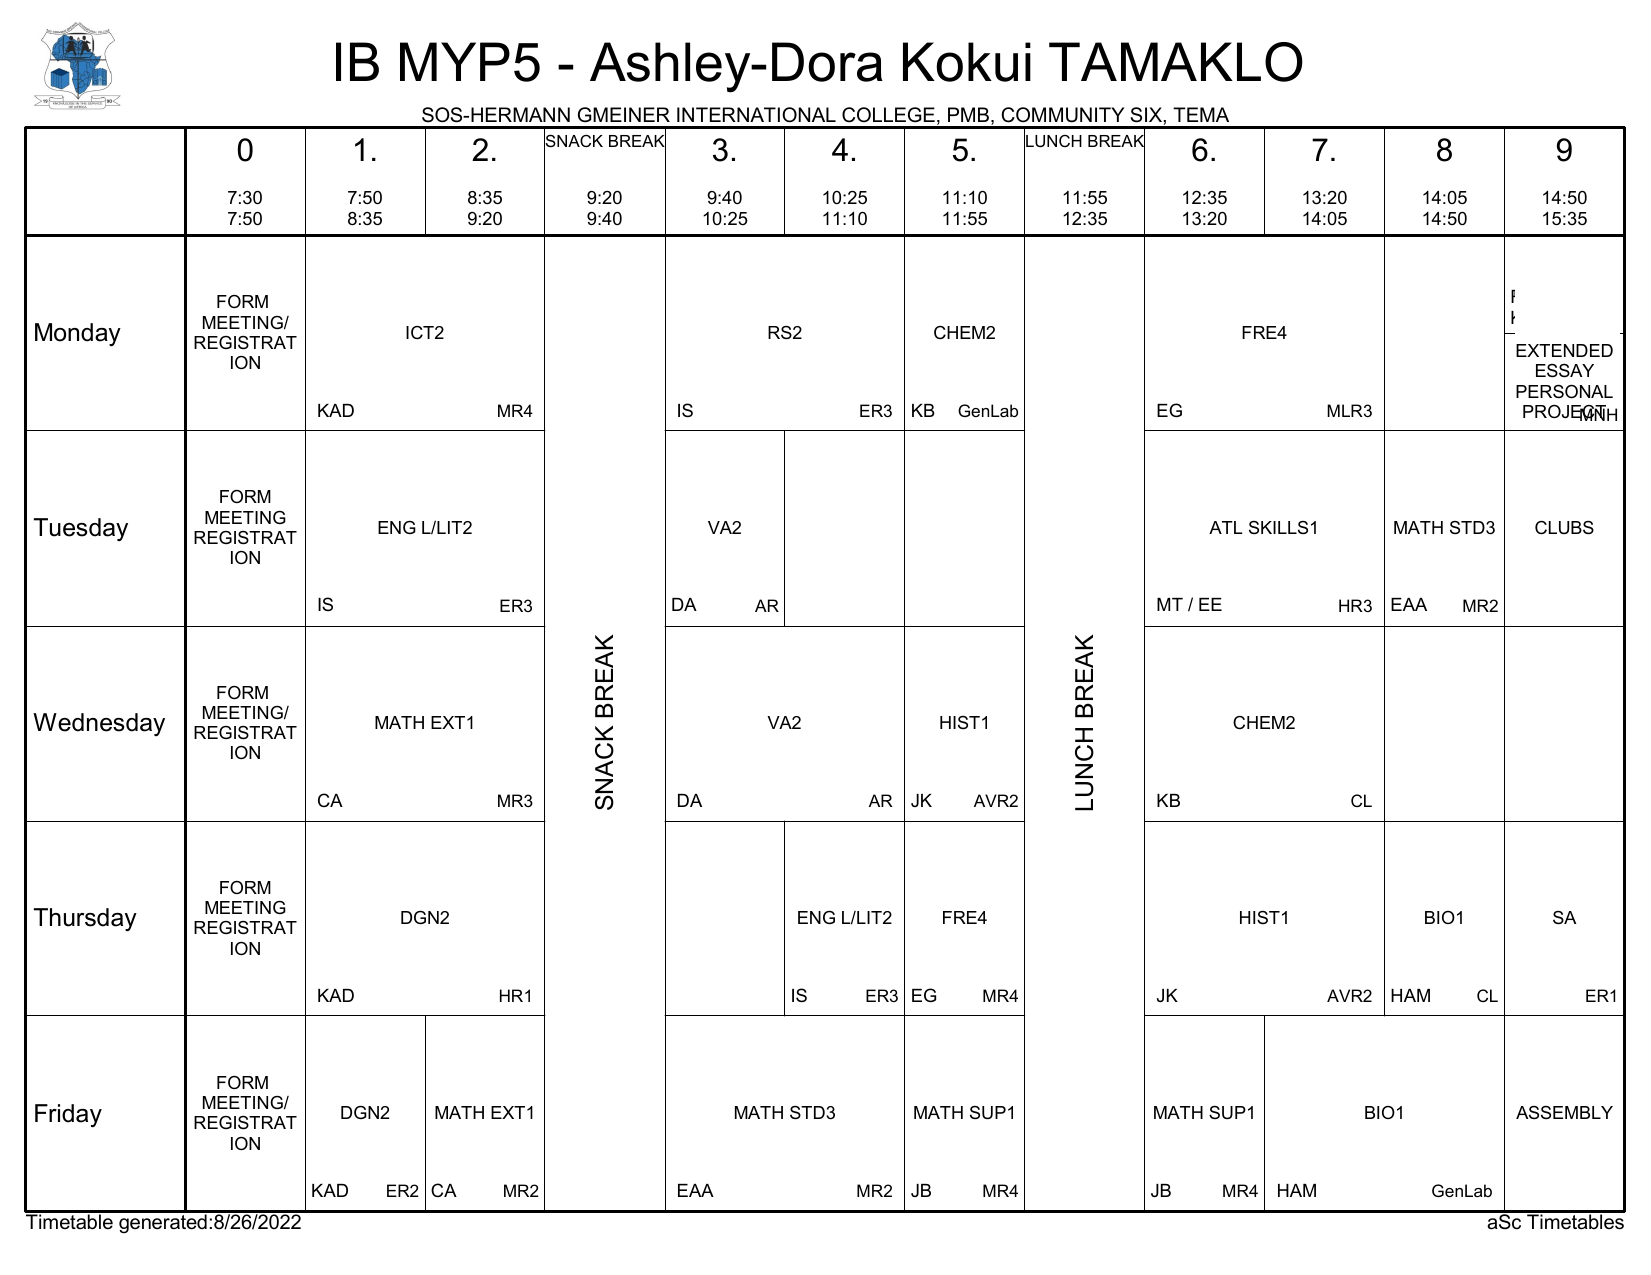 IB MYP5 - Ashley-Dora Kokui TAMAKLO
SOS-HERMANN GMEINER INTERNATIONAL COLLEGE, PMB, COMMUNITY SIX, TEMA
0 1. 2. SNACK BREAK 3. 4. 5. LUNCH BREAK 6. 7. 8 9
7:30 7:50 8:35 9:20 9:40 10:25 11:10 11:55 12:35 13:20 14:05 14:50
7:50 8:35 9:20 9:40 10:25 11:10 11:55 12:35 13:20 14:05 14:50 15:35
Monday
FORM
MEETING/
REGISTRAT
ION
ICT2
KAD MR4
RS2
IS ER3
CHEM2
KB GenLab
FRE4
EG MLR3
EXTENDED
ESSAY
PERSONAL
PROJECT
MNH
Tuesday
FORM
MEETING
REGISTRAT
ION
ENG L/LIT2
IS ER3
VA2
DA AR
ATL SKILLS1
MT / EE HR3
MATH STD3
EAA MR2
CLUBS
SNACK BREAK
LUNCH BREAK
Wednesday
FORM
MEETING/
REGISTRAT
ION
MATH EXT1
CA MR3
VA2
DA AR
HIST1
JK AVR2
CHEM2
KB CL
Thursday
FORM
MEETING
REGISTRAT
ION
DGN2
KAD HR1
ENG L/LIT2
IS ER3
FRE4
EG MR4
HIST1
JK AVR2
BIO1
HAM CL
SA
ER1
Friday
FORM
MEETING/
REGISTRAT
ION
DGN2
KAD ER2
MATH EXT1
CA MR2
MATH STD3
EAA MR2
MATH SUP1
JB MR4
MATH SUP1
JB MR4
BIO1
HAM GenLab
ASSEMBLY
Timetable generated:8/26/2022
aSc Timetables